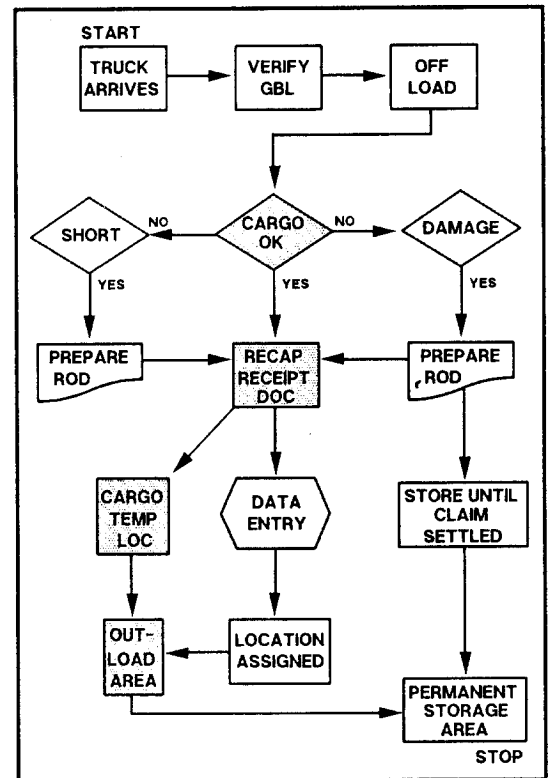 START
TRUCK
ARRIVES
VERIFY
GBL
OFF
LOAD
SHORT
NO
CARGO
OK
NO
DAMAGE
YES
YES
YES
PREPARE
ROD
RECAP
RECEIPT
DOC
PREPARE
ROD
CARGO
TEMP
LOC
DATA
ENTRY
STORE UNTIL
CLAIM
SETTLED
OUT-
LOAD
AREA
LOCATION
ASSIGNED
PERMANENT
STORAGE
AREA
STOP